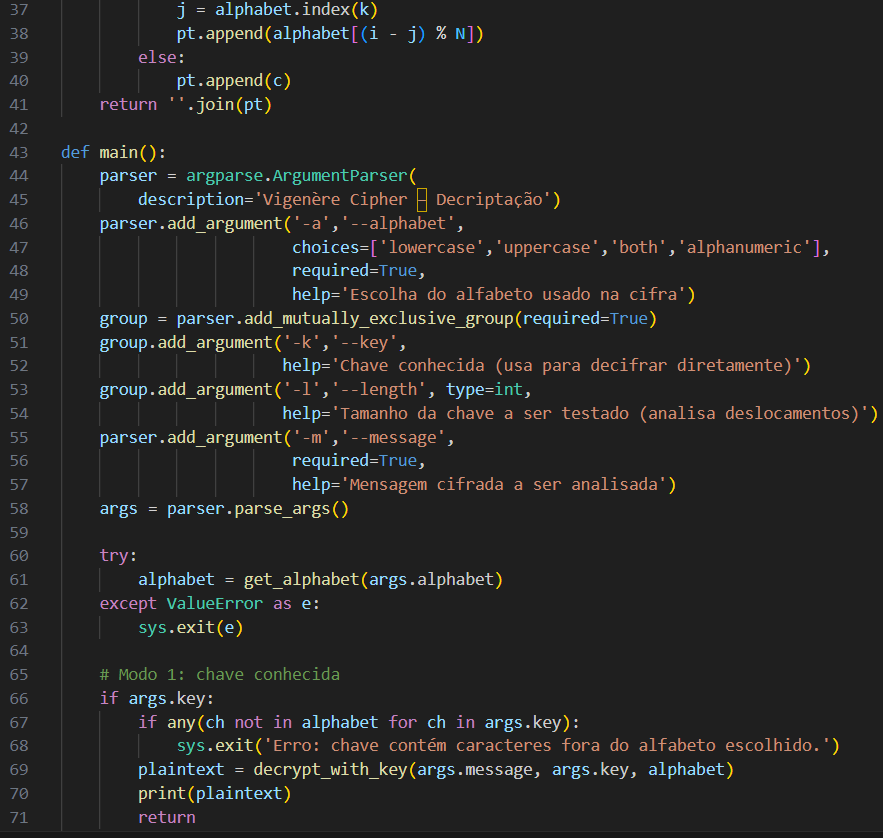 37 j = alphabet.index(k)
38 pt.append(alphabet[(i - j) % N])
39 else:
40 pt.append(c)
41 return ''.join(pt)
42
43 def main():
44 parser = argparse.ArgumentParser(
45 description='Vigenère Cipher – Decriptação')
46 parser.add_argument('-a','--alphabet',
47 choices=['lowercase','uppercase','both','alphanumeric'],
48 required=True,
49 help='Escolha do alfabeto usado na cifra')
50 group = parser.add_mutually_exclusive_group(required=True)
51 group.add_argument('-k','--key',
52 help='Chave conhecida (usa para decifrar diretamente)')
53 group.add_argument('-l','--length', type=int,
54 help='Tamanho da chave a ser testado (analisa deslocamentos)')
55 parser.add_argument('-m','--message',
56 required=True,
57 help='Mensagem cifrada a ser analisada')
58 args = parser.parse_args()
59
60 try:
61 alphabet = get_alphabet(args.alphabet)
62 except ValueError as e:
63 sys.exit(e)
64
65 # Modo 1: chave conhecida
66 if args.key:
67 if any(ch not in alphabet for ch in args.key):
68 sys.exit('Erro: chave contém caracteres fora do alfabeto escolhido.')
69 plaintext = decrypt_with_key(args.message, args.key, alphabet)
70 print(plaintext)
71 return